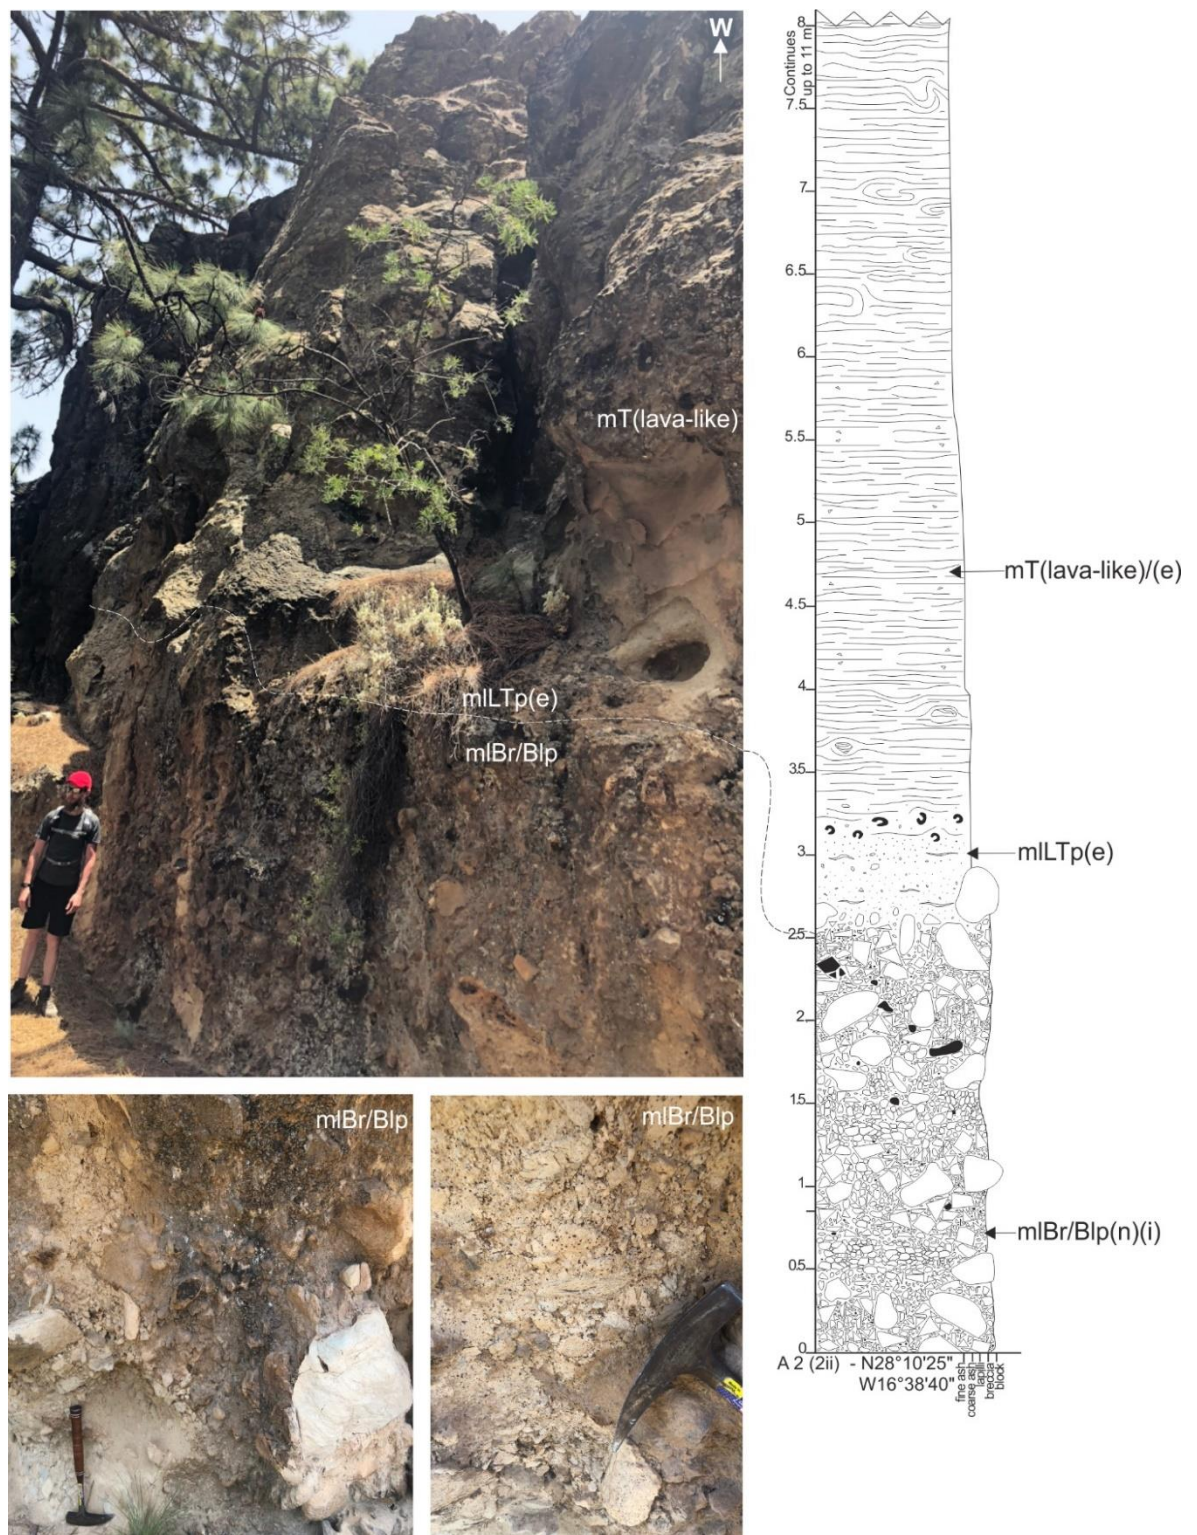 W
mT(lava-like)
mlLTp(e)
mlBr/Blp
mlBr/Blp
mlBr/Blp
Continues
up to 11 m
8
7.5
7
6.5
6
5.5
5
4.5
4
35
3
25
2
15
1
05
0
mT(lava-like)/(e)
mlLTp(e)
mlBr/Blp(n)(i)
A 2 (2ii) - N28°10'25"
W16°38'40"
fine ash
coarse ash
lapilli
breccia
block